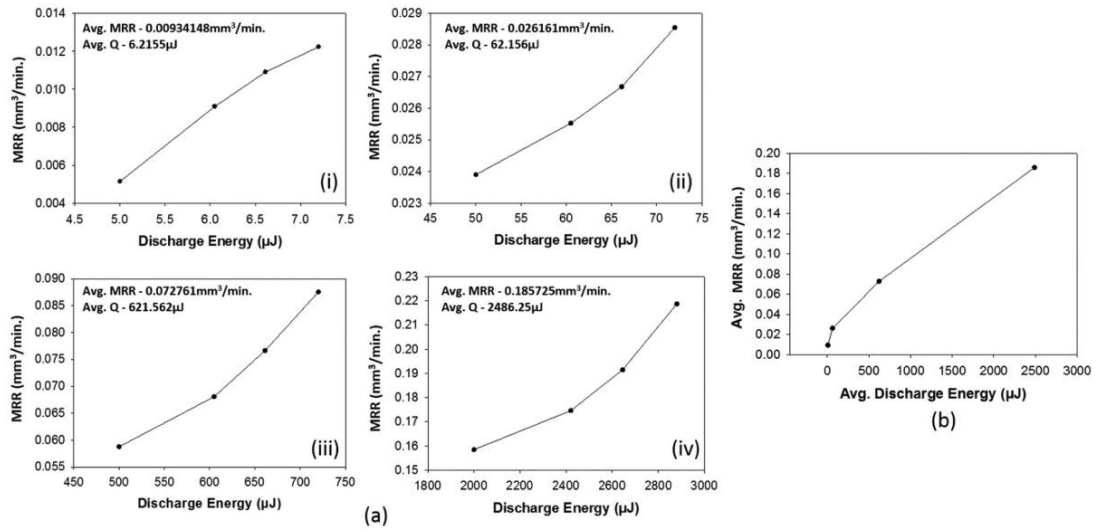 Avg. MRR - 0.00934148mm³/min.
Avg. Q - 6.2155µJ
MRR (mm³/min.)
0.014
0.012
0.010
0.008
0.006
0.004
4.5 5.0 5.5 6.0 6.5 7.0 7.5
Discharge Energy (µJ)
(i)
Avg. MRR - 0.026161mm³/min.
Avg. Q - 62.156µJ
MRR (mm³/min.)
0.029
0.028
0.027
0.026
0.025
0.024
0.023
45 50 55 60 65 70 75
Discharge Energy (µJ)
(ii)
Avg. MRR - 0.072761mm³/min.
Avg. Q - 621.562µJ
MRR (mm³/min.)
0.090
0.085
0.080
0.075
0.070
0.065
0.060
0.055
450 500 550 600 650 700 750
Discharge Energy (µJ)
(iii)
Avg. MRR - 0.185725mm³/min.
Avg. Q - 2486.25µJ
MRR (mm³/min.)
0.23
0.22
0.21
0.20
0.19
0.18
0.17
0.16
0.15
1800 2000 2200 2400 2600 2800 3000
Discharge Energy (µJ)
(iv)
(a)
Avg. MRR (mm³/min.)
0.20
0.18
0.16
0.14
0.12
0.10
0.08
0.06
0.04
0.02
0.00
0 500 1000 1500 2000 2500 3000
Avg. Discharge Energy (µJ)
(b)